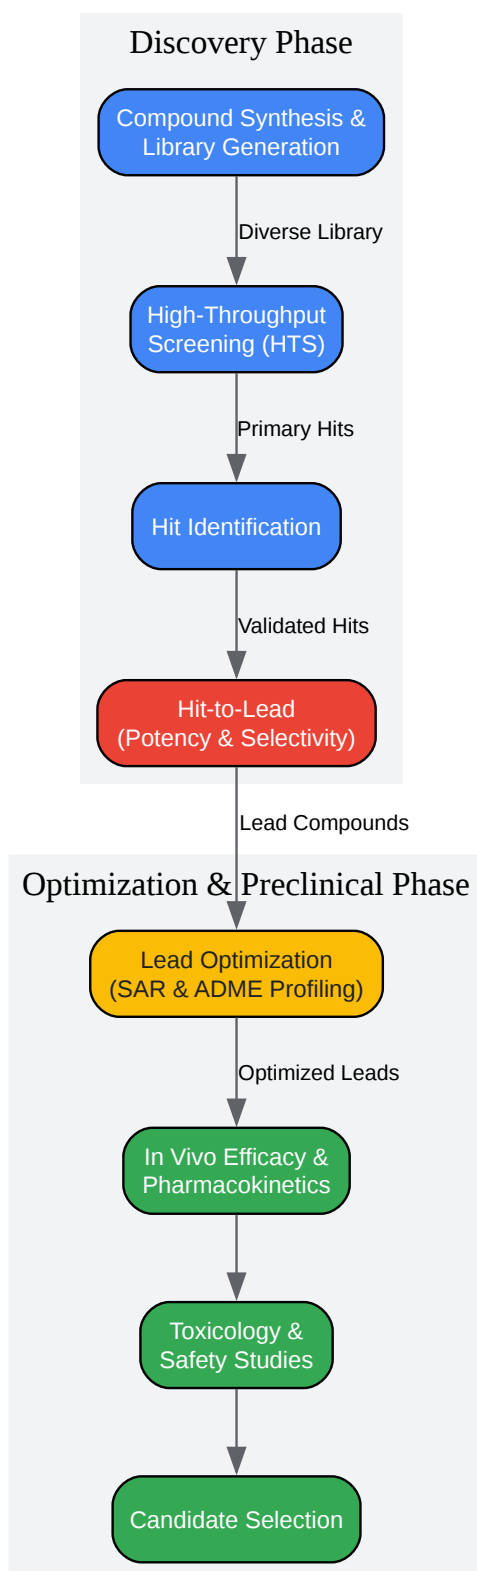 Discovery Phase
Compound Synthesis &
Library Generation
Diverse Library
High-Throughput
Screening (HTS)
Primary Hits
Hit Identification
Validated Hits
Hit-to-Lead
(Potency & Selectivity)
Lead Compounds
Optimization & Preclinical Phase
Lead Optimization
(SAR & ADME Profiling)
Optimized Leads
In Vivo Efficacy &
Pharmacokinetics
Toxicology &
Safety Studies
Candidate Selection